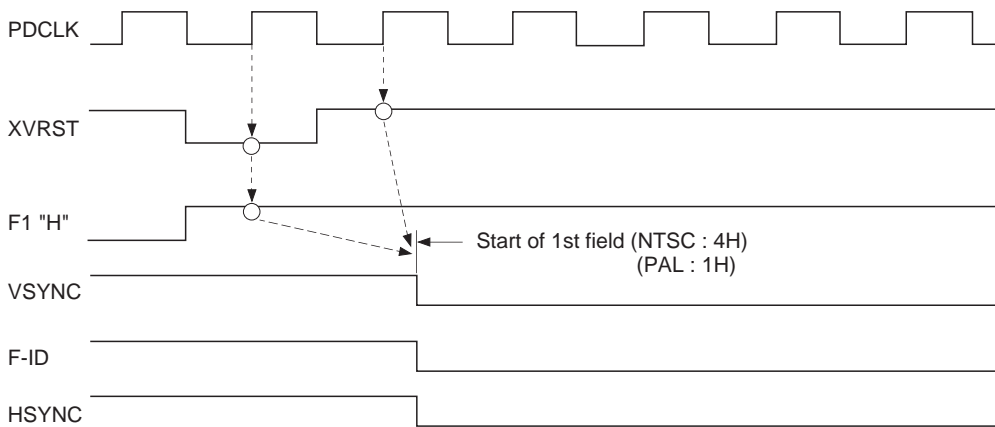 PDCLK
XVRST
F1 "H"
Start of 1st field (NTSC : 4H)
(PAL : 1H)
VSYNC
F-ID
HSYNC